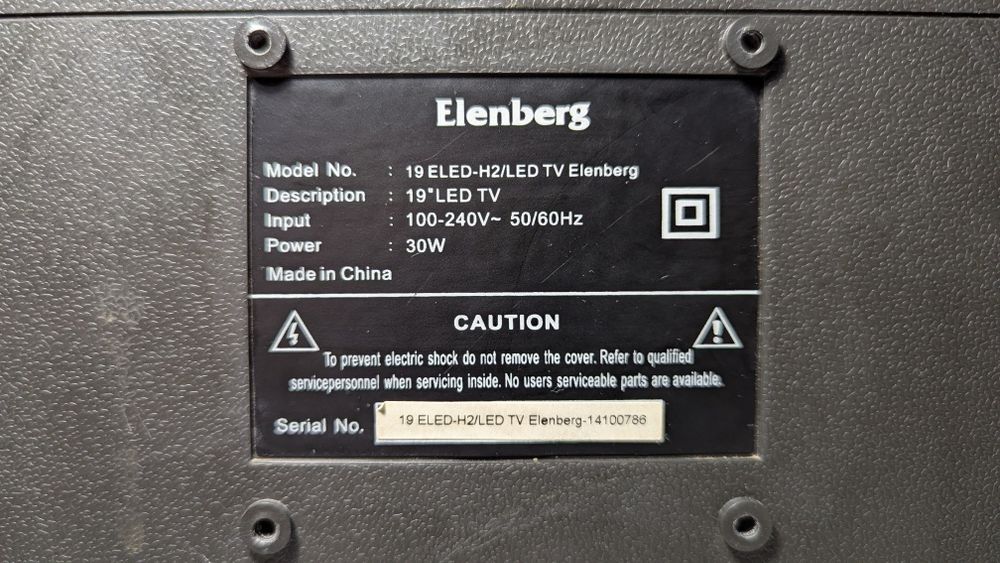 Elenberg
Model No. : 19 ELED-H2/LED TV Elenberg
Description : 19"LED TV
Input : 100-240V~ 50/60Hz
Power : 30W
Made in China
CAUTION
To prevent electric shock do not remove the cover. Refer to qualified
servicepersonnel when servicing inside. No users serviceable parts are available.
Serial No. 19 ELED-H2/LED TV Elenberg-14100786